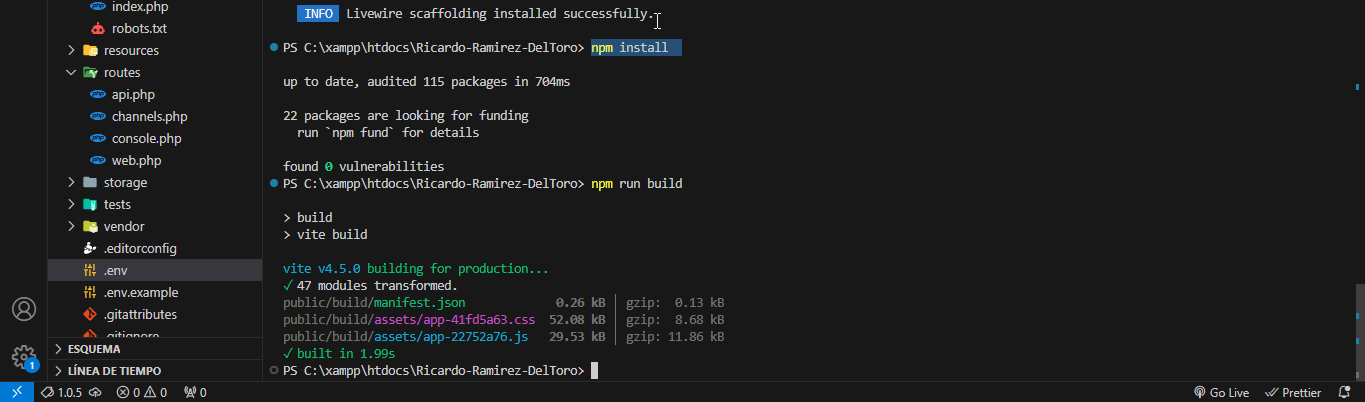 index.php
robots.txt
resources
routes
api.php
channels.php
console.php
web.php
storage
tests
vendor
.editorconfig
.env
.env.example
.gitattributes
.gitignore
ESQUEMA
LÍNEA DE TIEMPO
INFO Livewire scaffolding installed successfully.
PS C:\xampp\htdocs\Ricardo-Ramirez-DelToro> npm install
up to date, audited 115 packages in 704ms
22 packages are looking for funding
run `npm fund` for details
found 0 vulnerabilities
PS C:\xampp\htdocs\Ricardo-Ramirez-DelToro> npm run build
> build
> vite build
vite v4.5.0 building for production...
✓ 47 modules transformed.
public/build/manifest.json 0.26 kB │ gzip: 0.13 kB
public/build/assets/app-41fd5a63.css 52.08 kB │ gzip: 8.68 kB
public/build/assets/app-22752a76.js 29.53 kB │ gzip: 11.86 kB
✓ built in 1.99s
PS C:\xampp\htdocs\Ricardo-Ramirez-DelToro>
1
1.0.5 0 0 0 Go Live Prettier